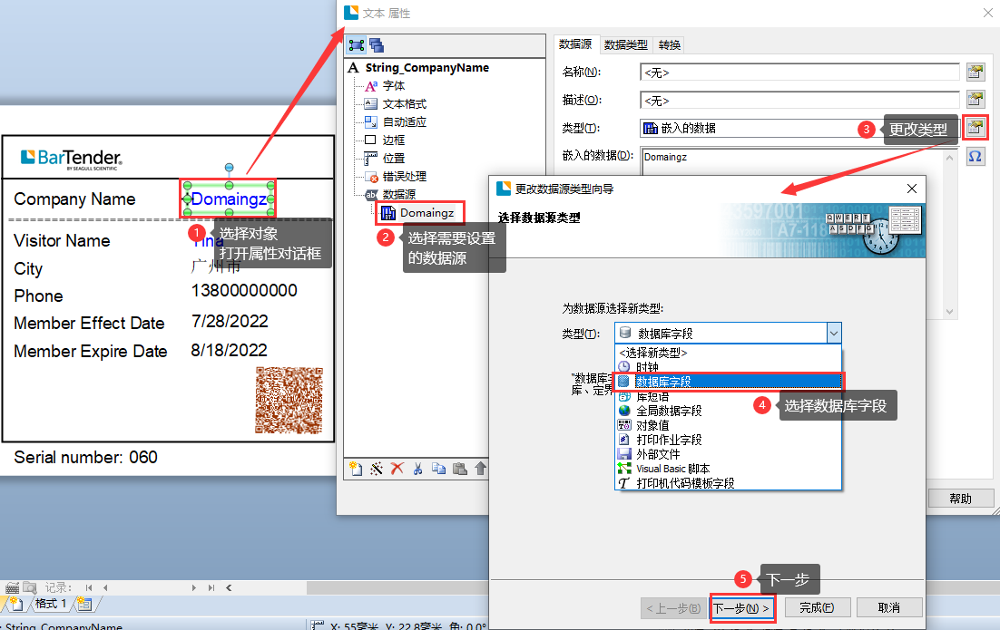 文本 属性
String_CompanyName
字体
文本格式
自动适应
边框
位置
错误处理
数据源
Domaingz
2 选择需要设置
的数据源
数据源 数据类型 转换
名称(N): <无>
描述(O): <无>
类型(T): 嵌入的数据
3 更改类型
嵌入的数据(D): Domaingz
帮助
BarTender
BY SEAGULL SCIENTIFIC
Company Name Domaingz
1 选择对象
打开属性对话框
Visitor Name Tina
City 广州市
Phone 13800000000
Member Effect Date 7/28/2022
Member Expire Date 8/18/2022
Serial number: 060
更改数据源类型向导
选择数据源类型
QWERT
ASDFG
为数据源选择新类型:
类型(T): 数据库字段
<选择新类型>
时钟
数据库字段
库短语
全局数据字段
对象值
打印作业字段
外部文件
Visual Basic 脚本
打印机代码模板字段
"数据库字
库、定界
4 选择数据库字段
5 下一步
< 上一步(B) 下一步(N) > 完成(F) 取消
记录:
格式 1
String_CompanyName X: 55毫米 Y: 22.8毫米 角: 0.0°